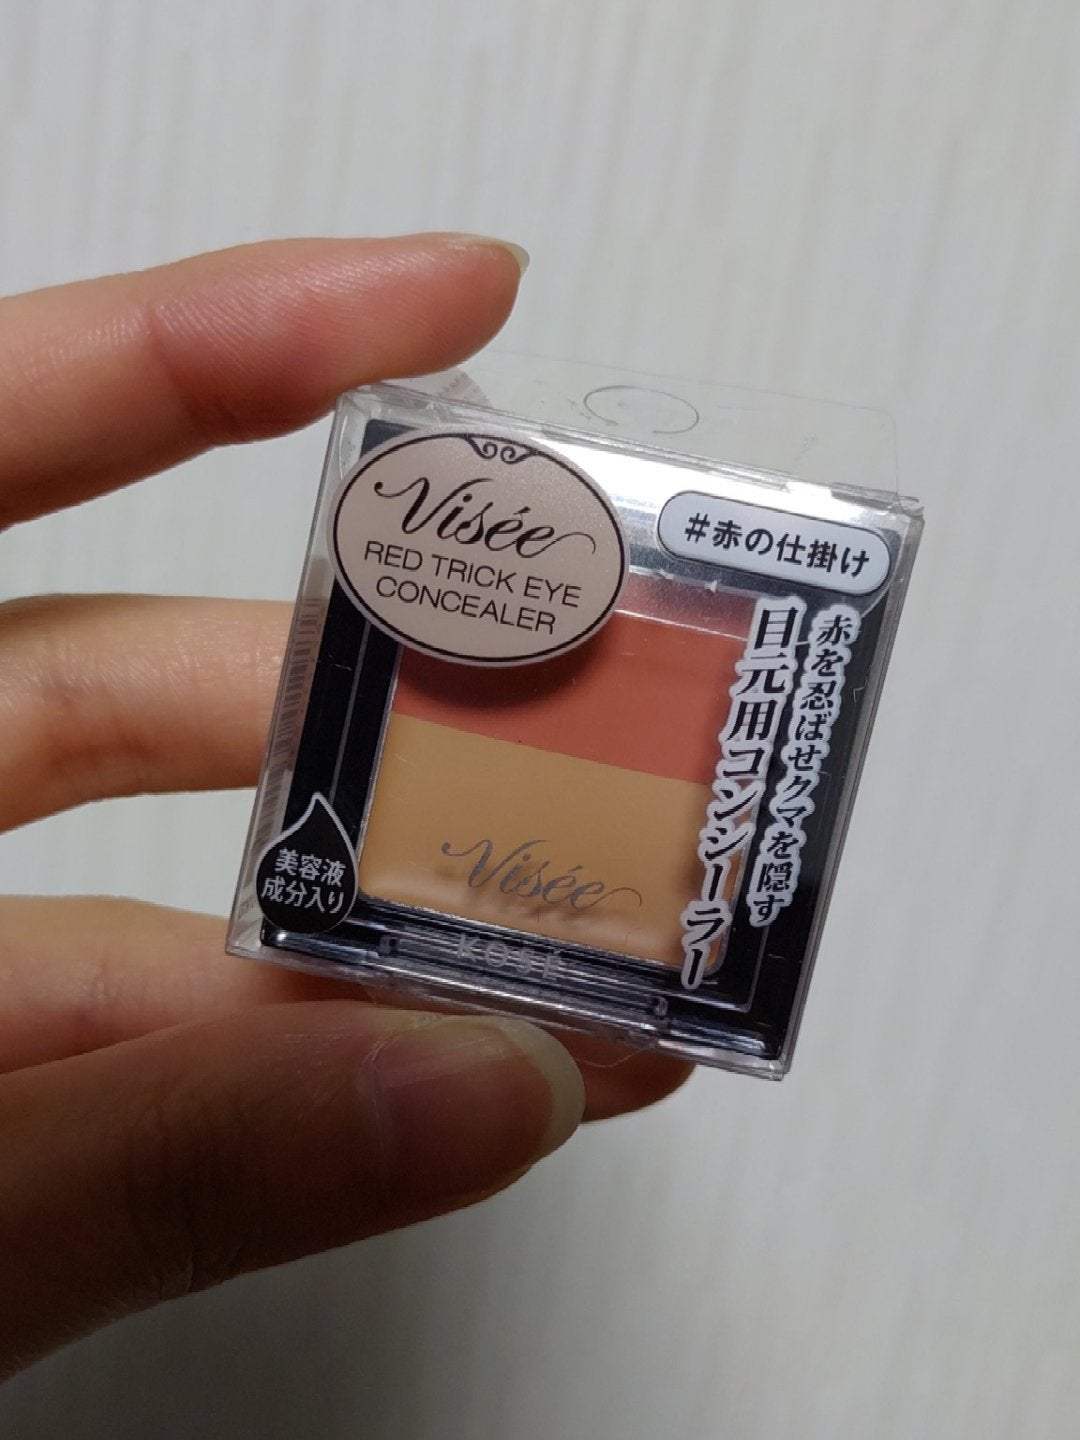 Visée
RED TRICK EYE
CONCEALER
#赤の仕掛け
赤を忍ばせクマを隠す
目元用コンシーラー
美容液
成分入り
Visée
KOSÉ